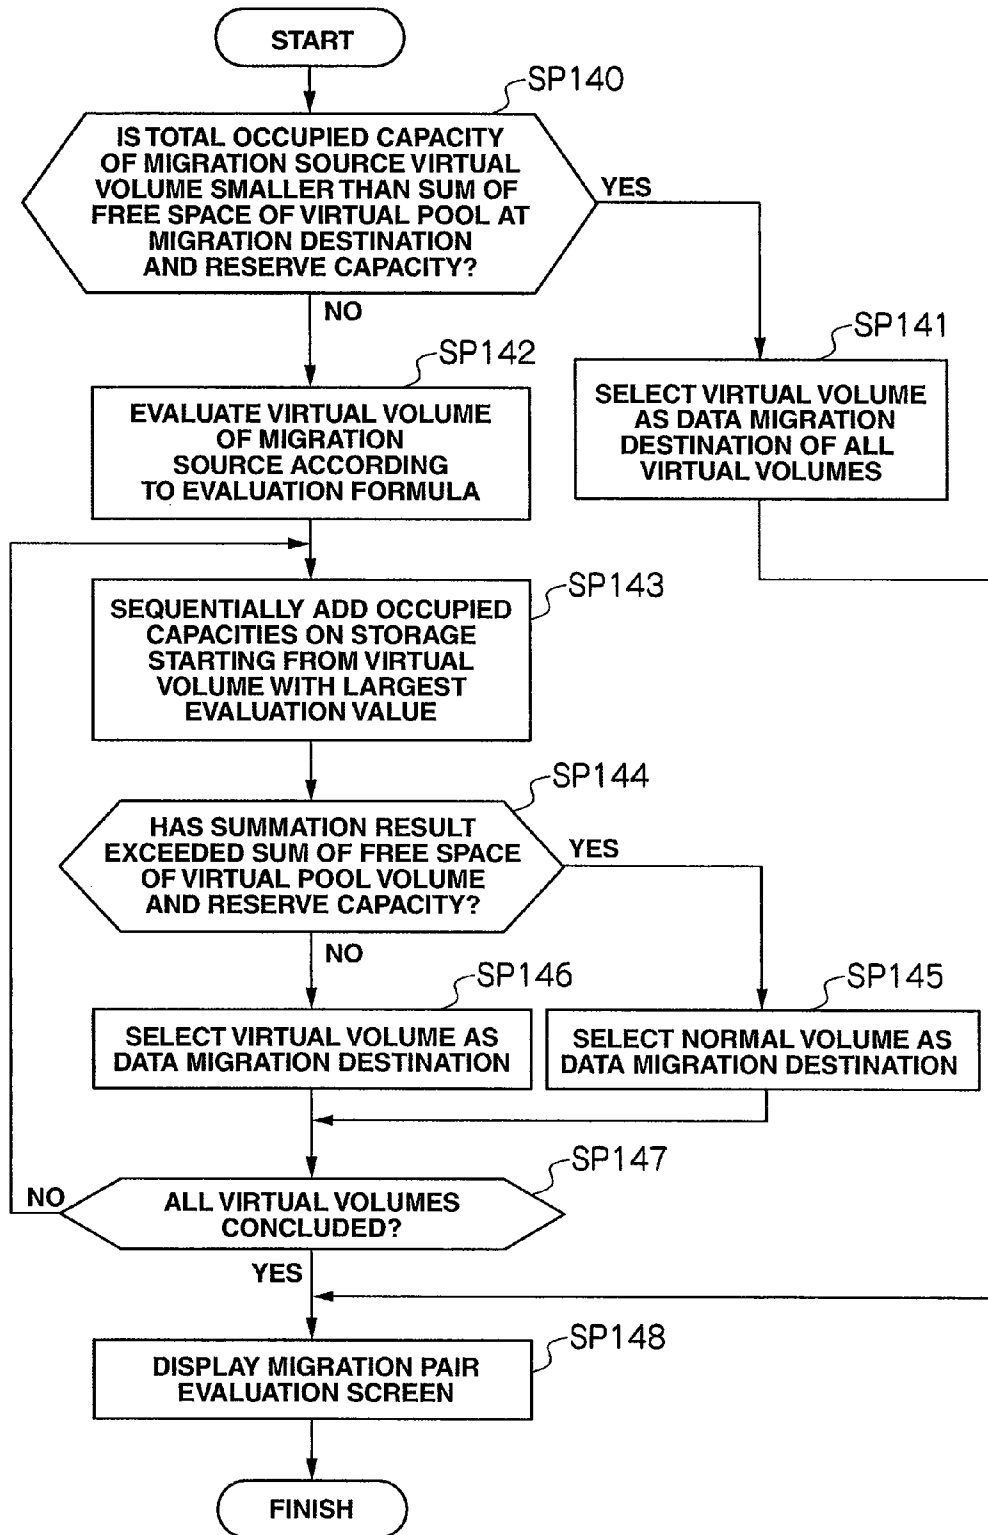 START
SP140
IS TOTAL OCCUPIED CAPACITY
OF MIGRATION SOURCE VIRTUAL
VOLUME SMALLER THAN SUM OF
FREE SPACE OF VIRTUAL POOL AT
MIGRATION DESTINATION
AND RESERVE CAPACITY?
YES
NO
SP141
SELECT VIRTUAL VOLUME
AS DATA MIGRATION
DESTINATION OF ALL
VIRTUAL VOLUMES
SP142
EVALUATE VIRTUAL VOLUME
OF MIGRATION
SOURCE ACCORDING
TO EVALUATION FORMULA
SP143
SEQUENTIALLY ADD OCCUPIED
CAPACITIES ON STORAGE
STARTING FROM VIRTUAL
VOLUME WITH LARGEST
EVALUATION VALUE
SP144
HAS SUMMATION RESULT
EXCEEDED SUM OF FREE SPACE
OF VIRTUAL POOL VOLUME
AND RESERVE CAPACITY?
YES
NO
SP146
SELECT VIRTUAL VOLUME AS
DATA MIGRATION DESTINATION
SP145
SELECT NORMAL VOLUME AS
DATA MIGRATION DESTINATION
SP147
ALL VIRTUAL VOLUMES
CONCLUDED?
NO
YES
SP148
DISPLAY MIGRATION PAIR
EVALUATION SCREEN
FINISH